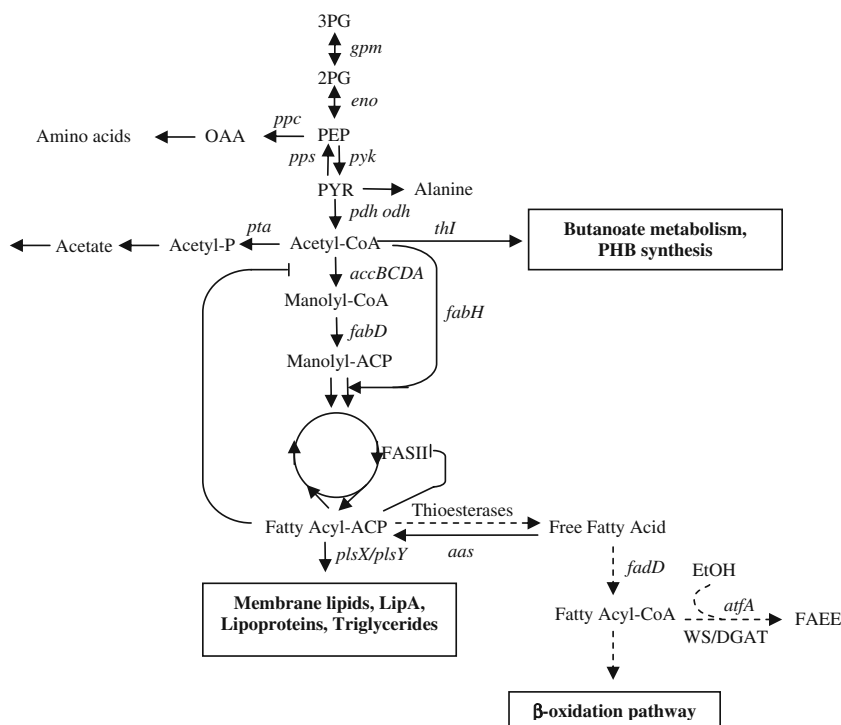 3PG
gpm
2PG
eno
Amino acids
OAA
ppc
PEP
pps
pyk
PYR
Alanine
pdh odh
Acetate
Acetyl-P
pta
Acetyl-CoA
thI
Butanoate metabolism,
PHB synthesis
accBCDA
Manolyl-CoA
fabH
fabD
Manolyl-ACP
FASII
Fatty Acyl-ACP
Thioesterases
Free Fatty Acid
aas
plsX/plsY
Membrane lipids, LipA,
Lipoproteins, Triglycerides
fadD
EtOH
atfA
Fatty Acyl-CoA
FAEE
WS/DGAT
β-oxidation pathway